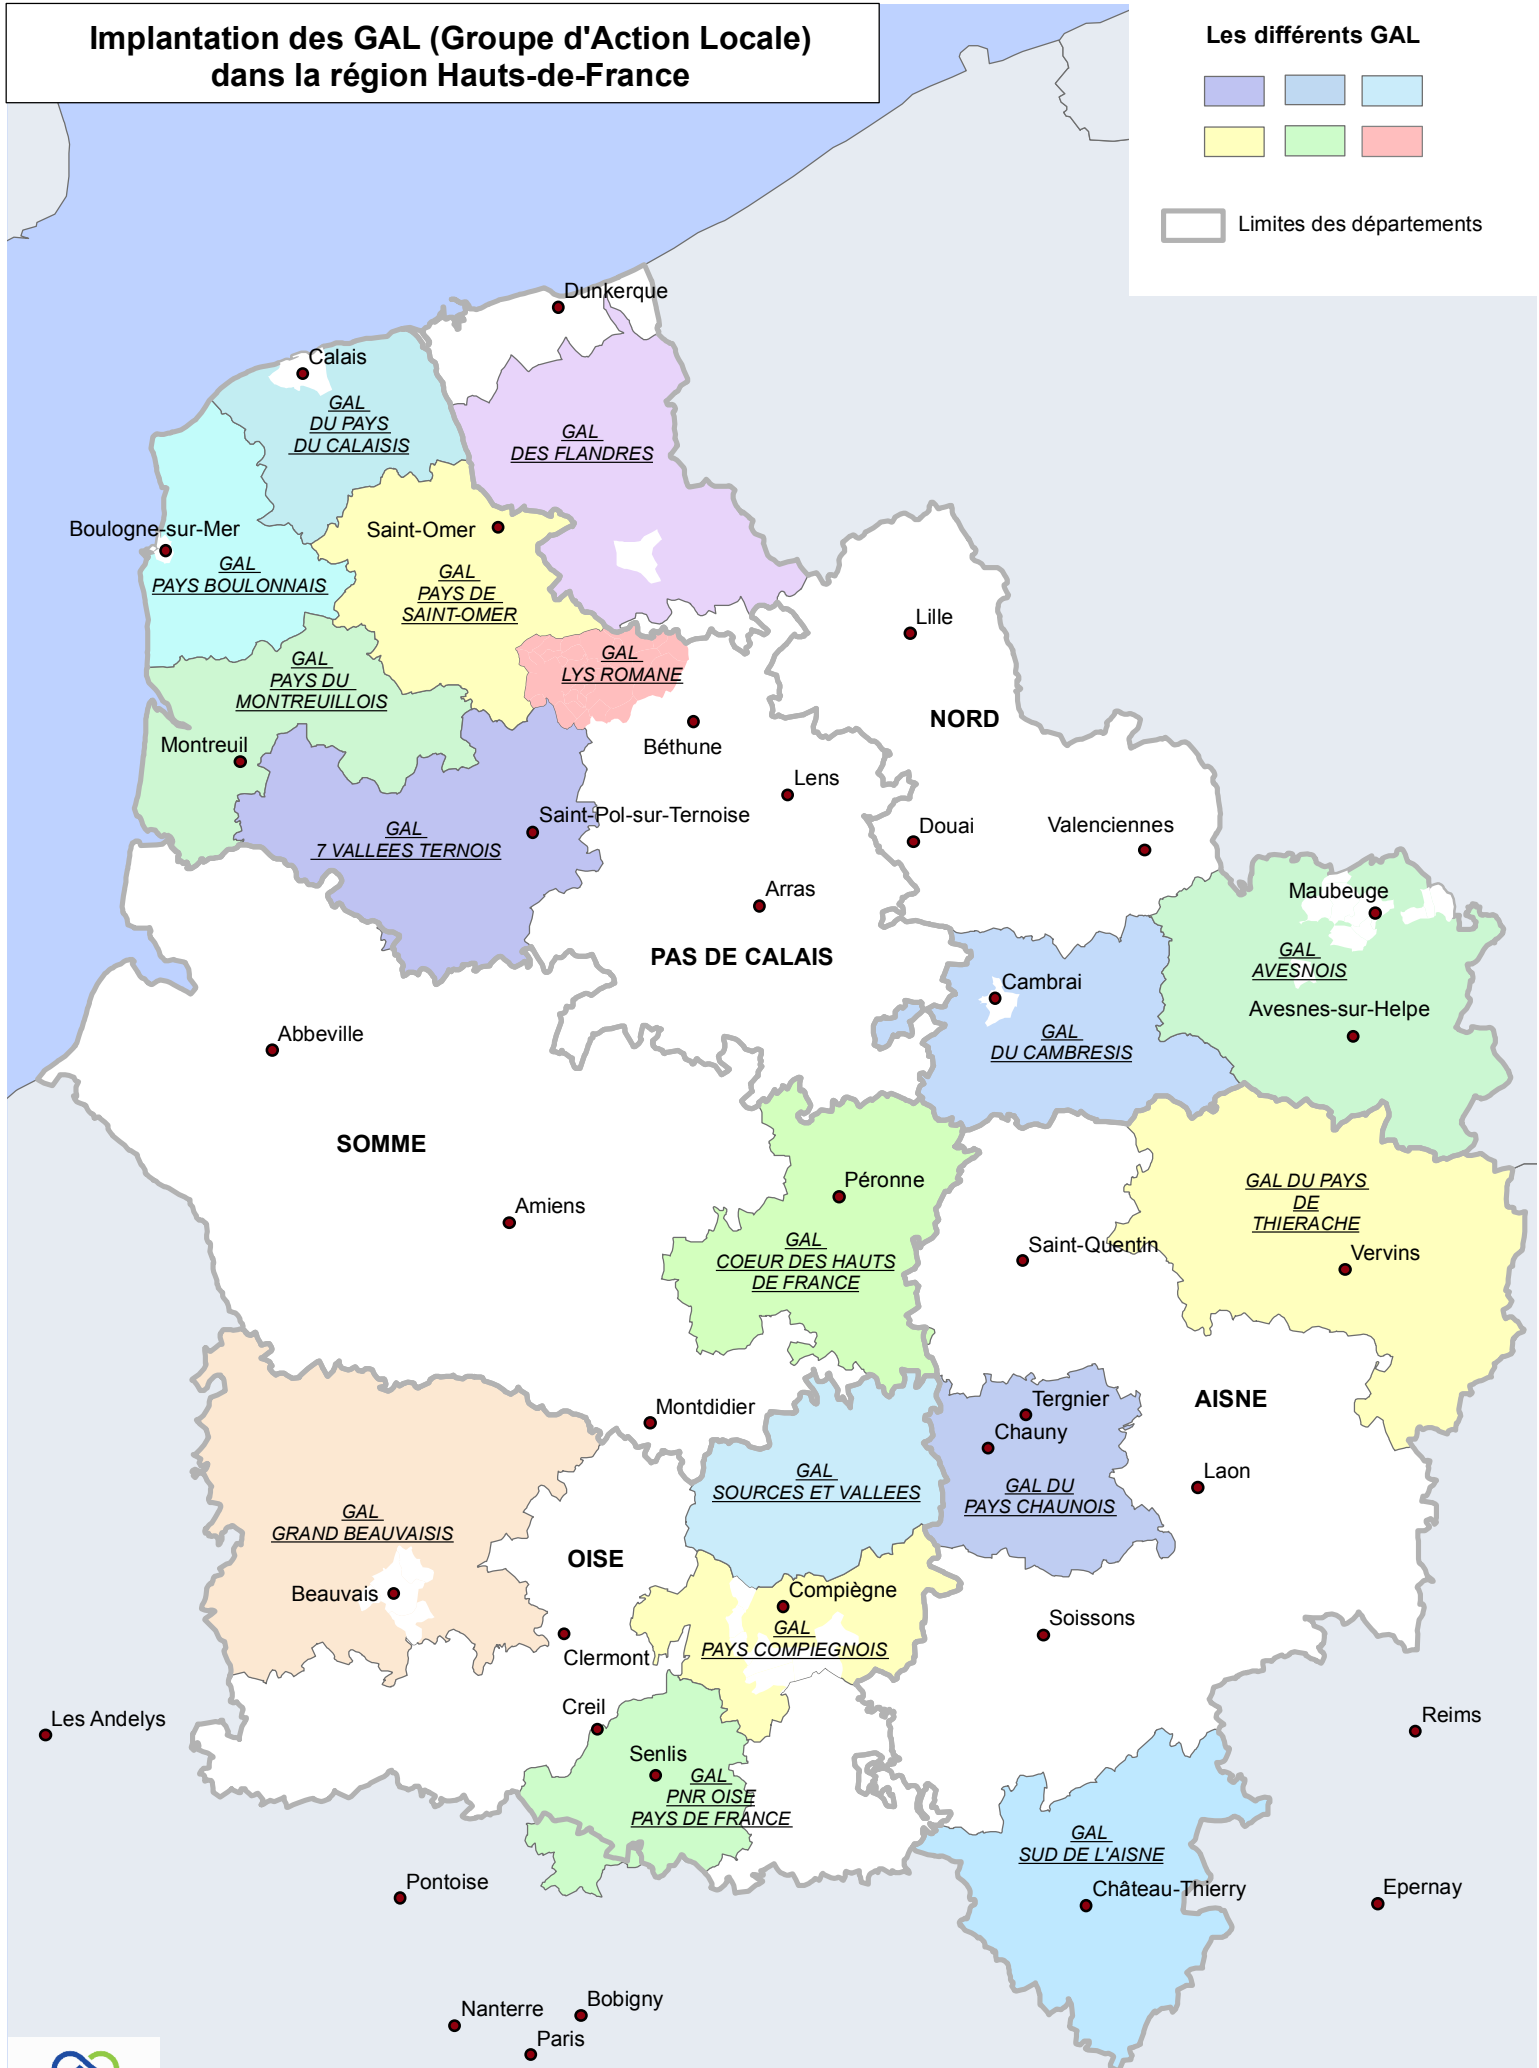 Implantation des GAL (Groupe d'Action Locale)
dans la région Hauts-de-France
Les différents GAL
Limites des départements
Dunkerque
Calais
GAL
DU PAYS
DU CALAISIS
GAL
DES FLANDRES
Boulogne-sur-Mer
Saint-Omer
GAL
PAYS BOULONNAIS
GAL
PAYS DE
SAINT-OMER
Lille
GAL
LYS ROMANE
GAL
PAYS DU
MONTREUILLOIS
NORD
Montreuil
Béthune
Lens
Saint-Pol-sur-Ternoise
GAL
7 VALLEES TERNOIS
Douai
Valenciennes
Arras
Maubeuge
PAS DE CALAIS
GAL
AVESNOIS
Cambrai
Avesnes-sur-Helpe
GAL
DU CAMBRESIS
Abbeville
SOMME
Péronne
GAL DU PAYS
DE
THIERACHE
Amiens
GAL
COEUR DES HAUTS
DE FRANCE
Saint-Quentin
Vervins
Montdidier
Tergnier
AISNE
Chauny
Laon
GAL
SOURCES ET VALLEES
GAL DU
PAYS CHAUNOIS
GAL
GRAND BEAUVAISIS
OISE
Beauvais
Compiègne
GAL
PAYS COMPIEGNOIS
Soissons
Clermont
Les Andelys
Creil
Reims
Senlis
GAL
PNR OISE
PAYS DE FRANCE
GAL
SUD DE L'AISNE
Pontoise
Château-Thierry
Epernay
Nanterre
Bobigny
Paris